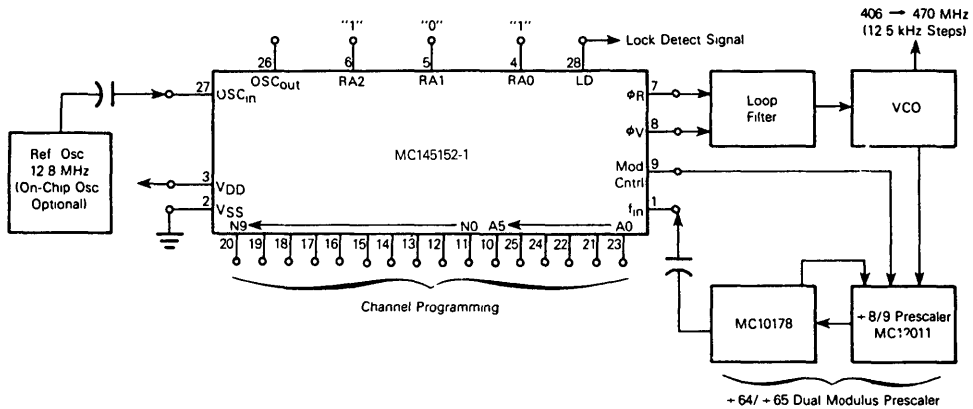 406 → 470 MHz
(12 5 kHz Steps)
"1"
"0"
"1"
Lock Detect Signal
26
6
5
4
28
OSCout
RA2
RA1
RA0
LD
27
OSCin
Ref Osc
12 8 MHz
(On-Chip Osc
Optional)
MC145152-1
7
ϕR
8
ϕV
Loop
Filter
VCO
9
Mod
Cntrl
3
VDD
2
VSS
1
fin
N9
N0
A5
A0
20
19
18
17
16
15
14
13
12
11
10
25
24
22
21
23
Channel Programming
MC10178
÷8/9 Prescaler
MC12011
÷64/÷65 Dual Modulus Prescaler